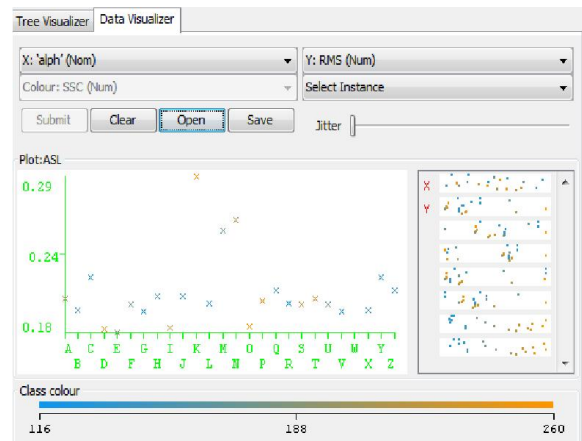 Tree Visualizer Data Visualizer
X: 'alph' (Nom) Y: RMS (Num)
Colour: SSC (Num) Select Instance
Submit Clear Open Save Jitter
Plot:ASL
0.29
0.24
0.18
A C E G I K M O Q S U W Y
B D F H J L N P R T V X Z
X
Y
Class colour
116 188 260